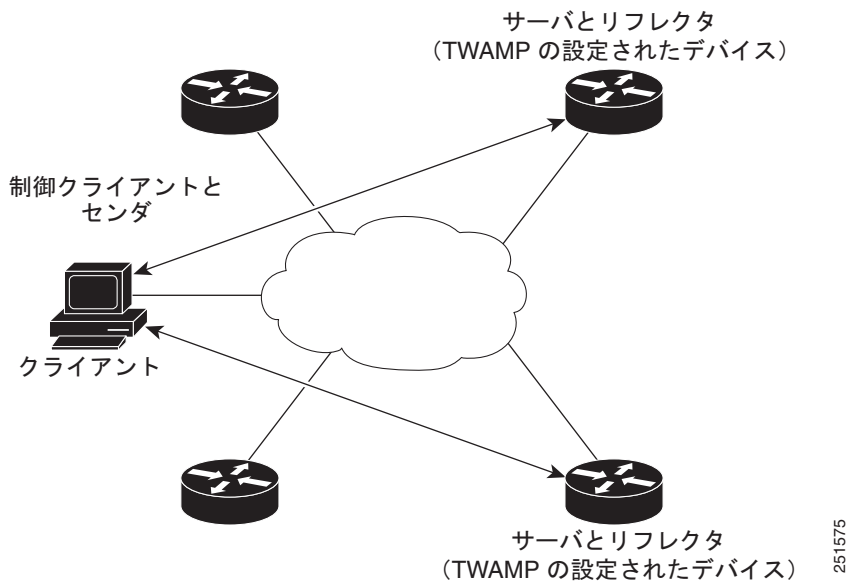 サーバとリフレクタ
（TWAMP の設定されたデバイス）
制御クライアントと
センダ
クライアント
サーバとリフレクタ
（TWAMP の設定されたデバイス）
251575